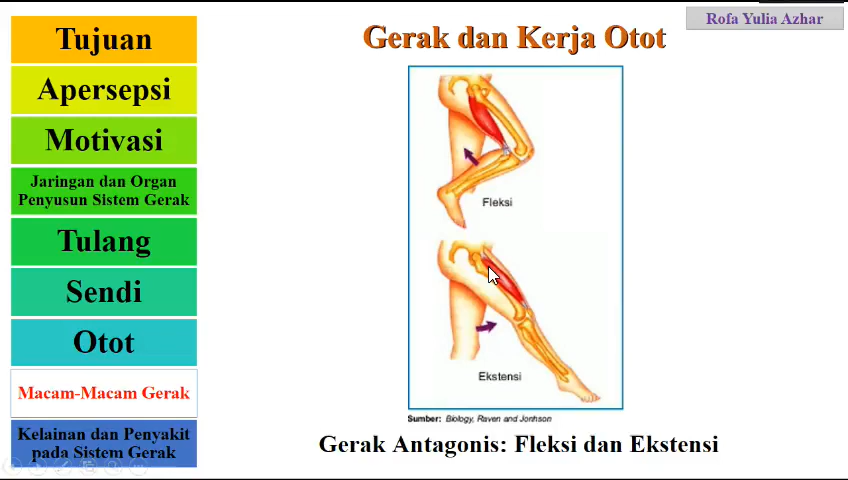 Rofa Yulia Azhar
Gerak dan Kerja Otot
Tujuan
Apersepsi
Motivasi
Jaringan dan Organ
Penyusun Sistem Gerak
Tulang
Sendi
Otot
Macam-Macam Gerak
Kelainan dan Penyakit
pada Sistem Gerak
Fleksi
Ekstensi
Sumber: Biology, Raven and Jonhson
Gerak Antagonis: Fleksi dan Ekstensi